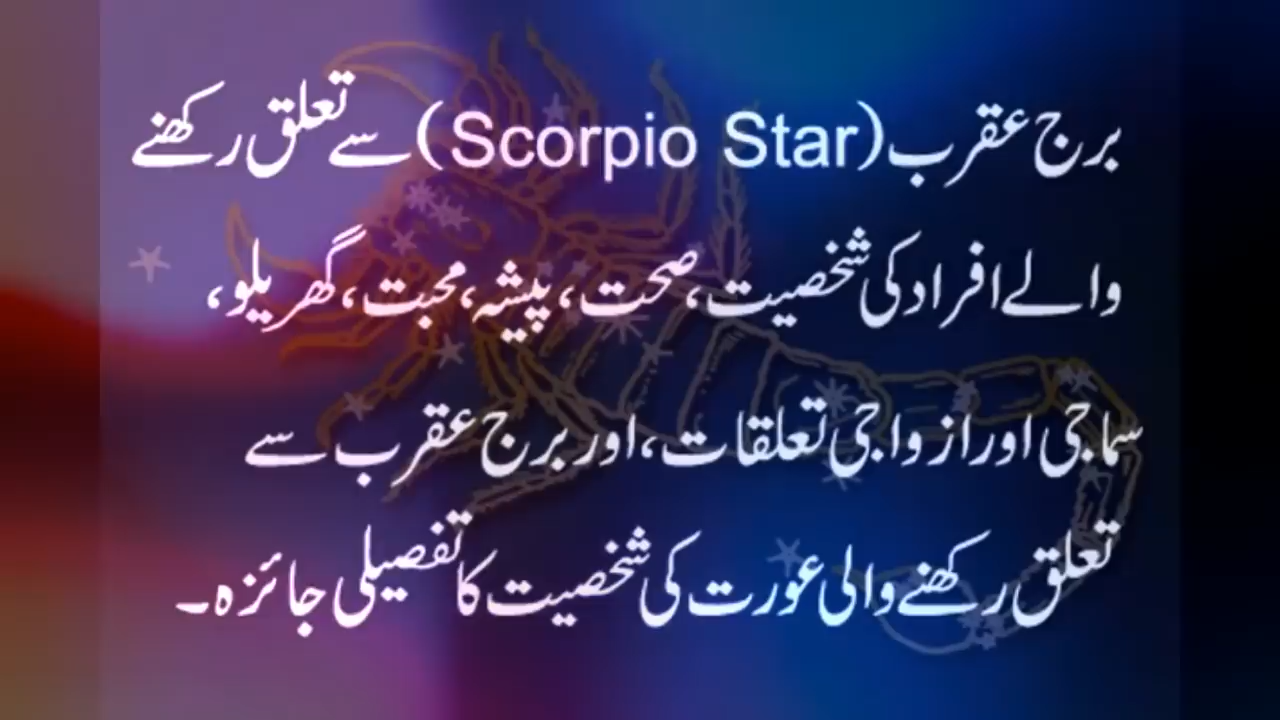 برج عقرب (Scorpio Star) سے تعلق رکھنے
والے افراد کی شخصیت، صحت، پیشہ، محبت، گھریلو،
سماجی اور ازواجی تعلقات، اور برج عقرب سے
تعلق رکھنے والی عورت کی شخصیت کا تفصیلی جائزہ۔